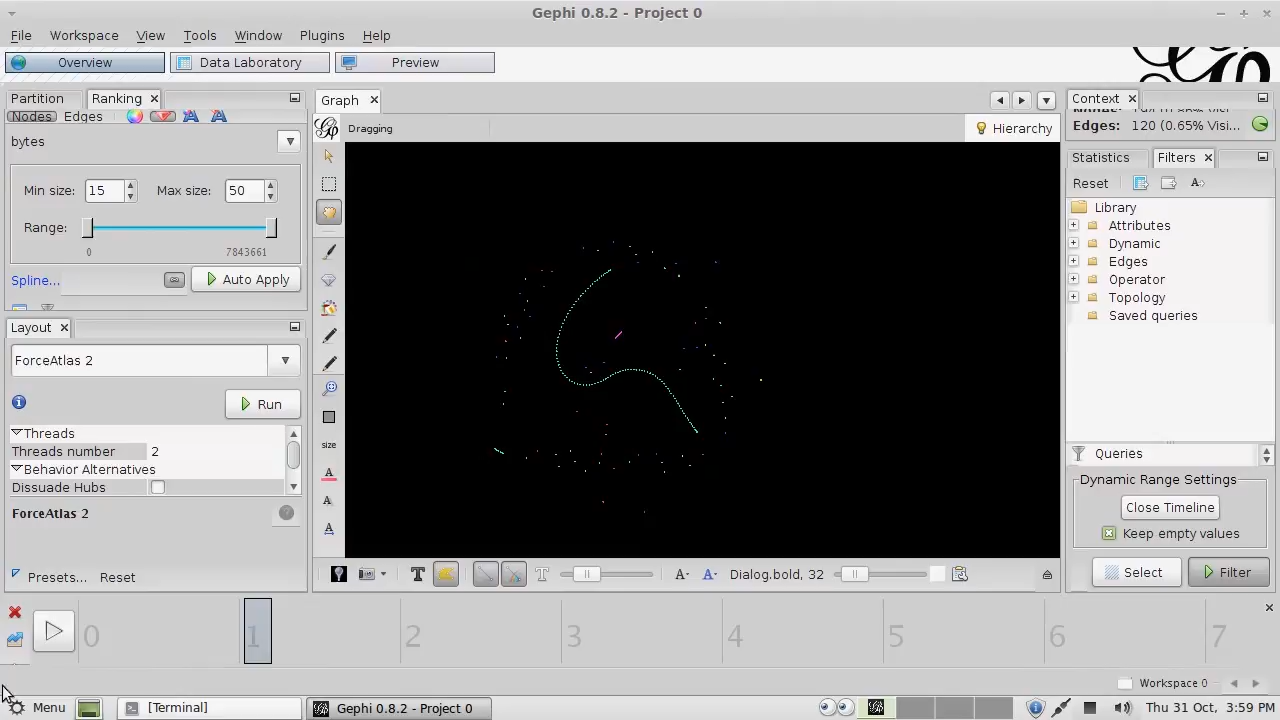 Gephi 0.8.2 - Project 0
File Workspace View Tools Window Plugins Help
Overview Data Laboratory Preview
Partition Ranking
Nodes Edges
bytes
Min size: 15 Max size: 50
Range:
0 7843661
Spline... Auto Apply
Layout
ForceAtlas 2
Run
Threads
Threads number 2
Behavior Alternatives
Dissuade Hubs
ForceAtlas 2
Presets... Reset
Graph
Dragging
Hierarchy
size
A
A
A
T T A- A- Dialog.bold, 32
Context
Edges: 120 (0.65% Visi...
Statistics Filters
Reset
Library
Attributes
Dynamic
Edges
Operator
Topology
Saved queries
Queries
Dynamic Range Settings
Close Timeline
Keep empty values
Select Filter
0 1 2 3 4 5 6 7
Workspace 0
Menu [Terminal] Gephi 0.8.2 - Project 0 Thu 31 Oct, 3:59 PM